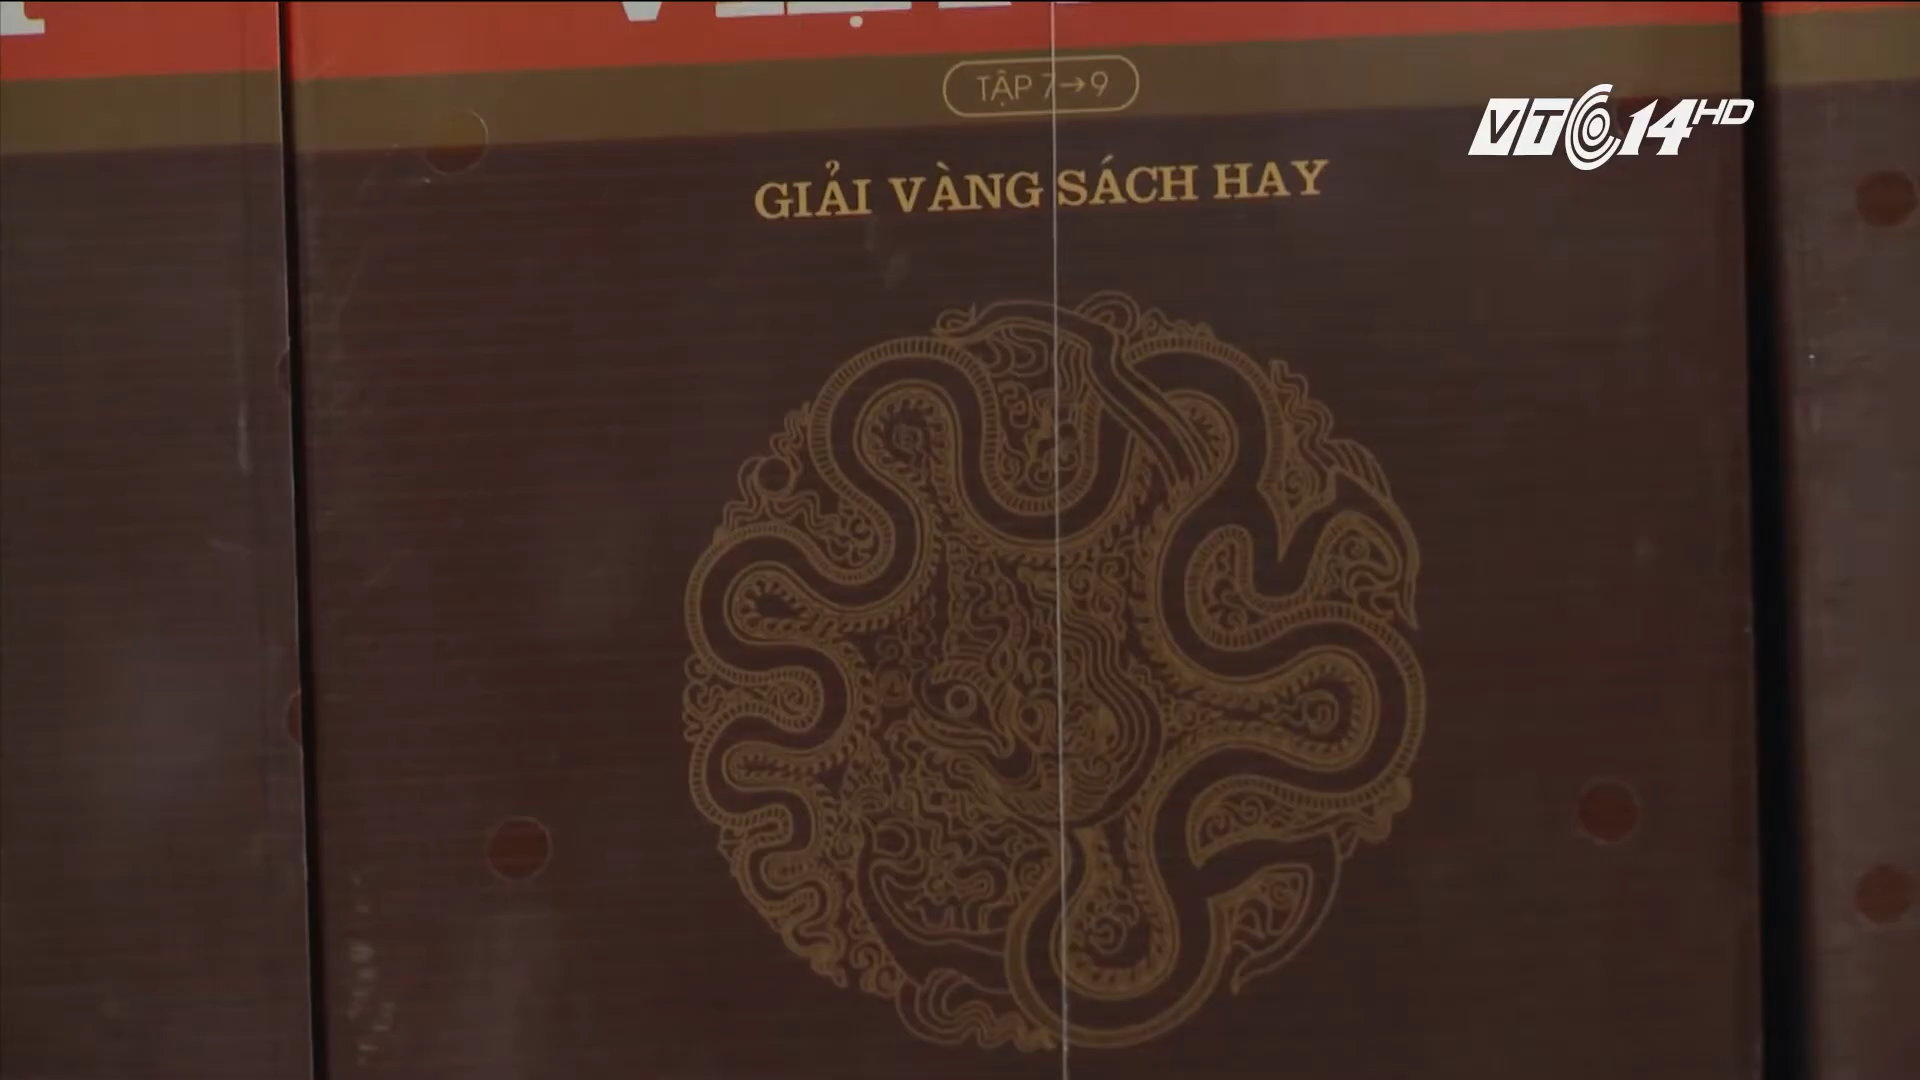 TẬP 7→9
VTC14 HD
GIẢI VÀNG SÁCH HAY